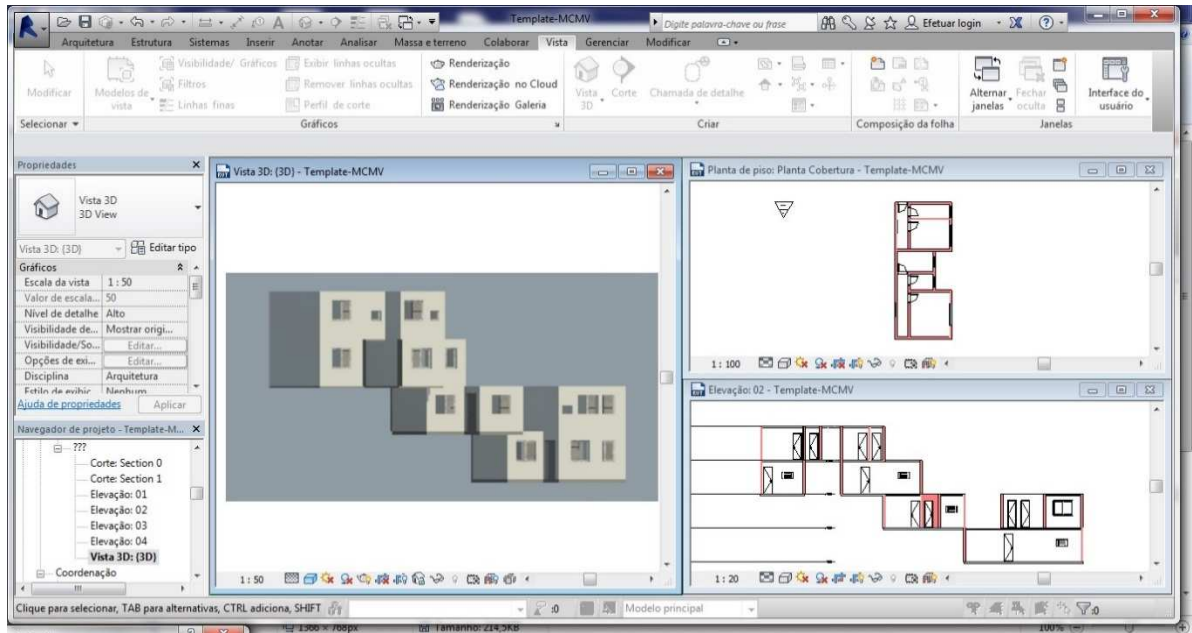 Template-MCMV
Digite palavra-chave ou frase
Efetuar login
Arquitetura Estrutura Sistemas Inserir Anotar Analisar Massa e terreno Colaborar Vista Gerenciar Modificar
Modificar
Modelos de vista
Visibilidade/ Gráficos
Filtros
Linhas finas
Exibir linhas ocultas
Remover linhas ocultas
Perfil de corte
Renderização
Renderização no Cloud
Renderização Galeria
Vista 3D
Corte
Chamada de detalhe
Alternar janelas
Fechar oculta
Interface do usuário
Selecionar
Gráficos
Criar
Composição da folha
Janelas
Propriedades
Vista 3D
3D View
Vista 3D: {3D}
Editar tipo
Gráficos
Escala da vista 1 : 50
Valor de escala... 50
Nível de detalhe Alto
Visibilidade de... Mostrar origi...
Visibilidade/So... Editar...
Opções de exi... Editar...
Disciplina Arquitetura
Estilo de exibic Nenhum
Ajuda de propriedades Aplicar
Navegador de projeto - Template-M...
???
Corte: Section 0
Corte: Section 1
Elevação: 01
Elevação: 02
Elevação: 03
Elevação: 04
Vista 3D: {3D}
Coordenação
Vista 3D: {3D} - Template-MCMV
1 : 50
Planta de piso: Planta Cobertura - Template-MCMV
1 : 100
Elevação: 02 - Template-MCMV
1 : 20
Clique para selecionar, TAB para alternativas, CTRL adiciona, SHIFT
:0
Modelo principal
:0
1366 × 768px
Tamanho: 214,5KB
100%